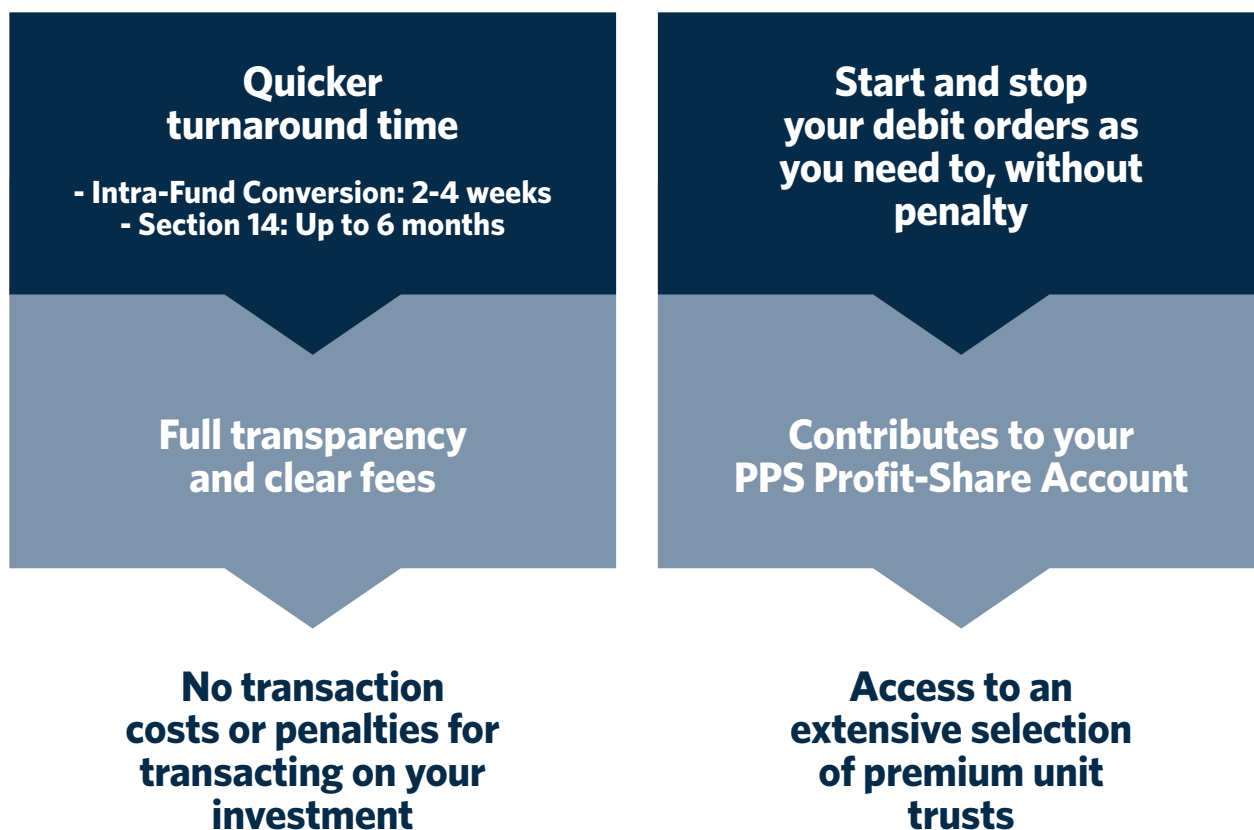 Quicker
turnaround time
- Intra-Fund Conversion: 2-4 weeks
- Section 14: Up to 6 months
Full transparency
and clear fees
No transaction
costs or penalties for
transacting on your
investment
Start and stop
your debit orders as
you need to, without
penalty
Contributes to your
PPS Profit-Share Account
Access to an
extensive selection
of premium unit
trusts